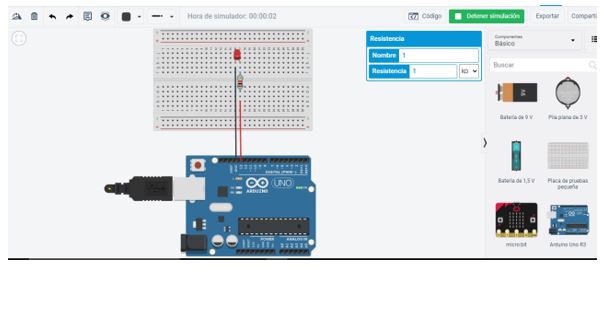 Hora de simulador: 00:00:02
Código
Detener simulación
Exportar
Comparti
Resistencia
Nombre 1
Resistencia 1 kΩ
Componentes
Básico
Buscar
Batería de 9 V
Pila plana de 3 V
Batería de 1,5 V
Placa de pruebas
pequeña
micro:bit
Arduino Uno R3
DIGITAL (PWM~)
UNO
ARDUINO
POWER
ANALOG IN